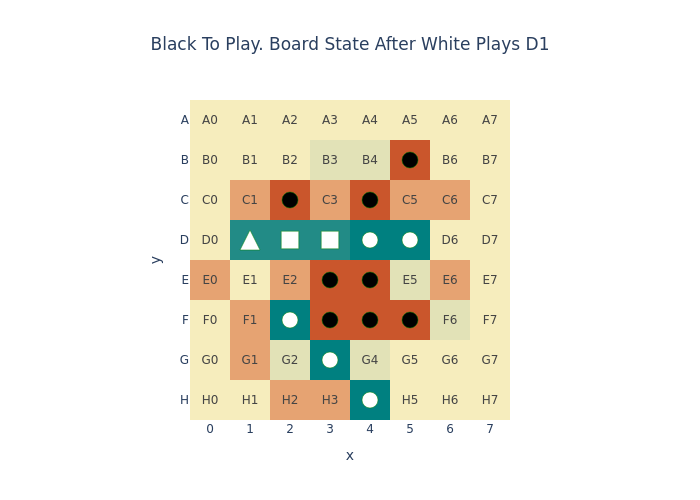 Black To Play. Board State After White Plays D1
A A0 A1 A2 A3 A4 A5 A6 A7
B B0 B1 B2 B3 B4 B6 B7
C C0 C1 C3 C5 C6 C7
D D0 D6 D7
y
E E0 E1 E2 E5 E6 E7
F F0 F1 F6 F7
G G0 G1 G2 G4 G5 G6 G7
H H0 H1 H2 H3 H5 H6 H7
0 1 2 3 4 5 6 7
x